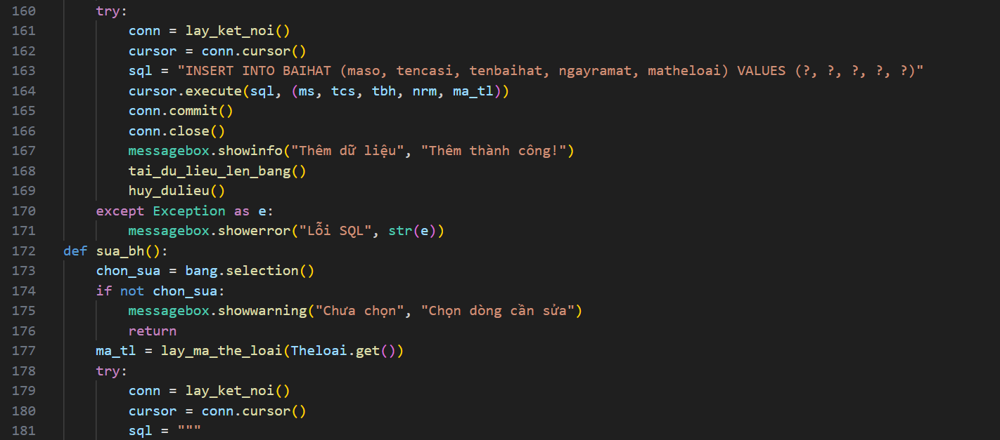 160 try:
161 conn = lay_ket_noi()
162 cursor = conn.cursor()
163 sql = "INSERT INTO BAIHAT (maso, tencasi, tenbaihat, ngayramat, matheloai) VALUES (?, ?, ?, ?, ?)"
164 cursor.execute(sql, (ms, tcs, tbh, nrm, ma_tl))
165 conn.commit()
166 conn.close()
167 messagebox.showinfo("Thêm dữ liệu", "Thêm thành công!")
168 tai_du_lieu_len_bang()
169 huy_dulieu()
170 except Exception as e:
171 messagebox.showerror("Lỗi SQL", str(e))
172 def sua_bh():
173 chon_sua = bang.selection()
174 if not chon_sua:
175 messagebox.showwarning("Chưa chọn", "Chọn dòng cần sửa")
176 return
177 ma_tl = lay_ma_the_loai(Theloai.get())
178 try:
179 conn = lay_ket_noi()
180 cursor = conn.cursor()
181 sql = """